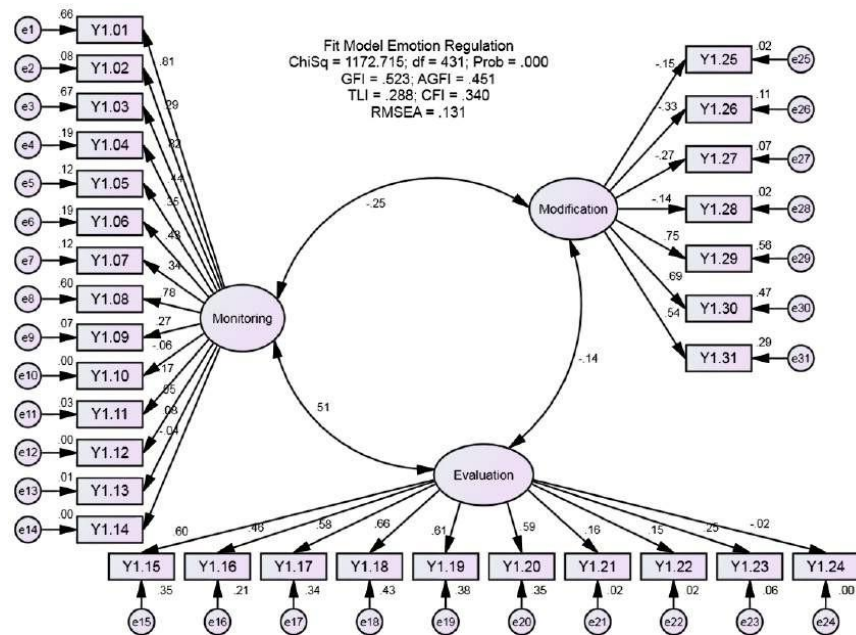 Fit Model Emotion Regulation
ChiSq = 1172.715; df = 431; Prob = .000
GFI = .523; AGFI = .451
TLI = .288; CFI = .340
RMSEA = .131
e1 .66 Y1.01 .81
e2 .08 Y1.02 .29
e3 .67 Y1.03 .82
e4 .19 Y1.04 .44
e5 .12 Y1.05 .35
e6 .19 Y1.06 .43
e7 .12 Y1.07 .34
e8 .60 Y1.08 .78
e9 .07 Y1.09 .27
e10 .00 Y1.10 -.06
e11 .03 Y1.11 .17
e12 .00 Y1.12 .05
e13 .01 Y1.13 .08
e14 .00 Y1.14 -.04
Monitoring
-.25
51
-.14
Modification
-.15 Y1.25 .02 e25
-.33 Y1.26 .11 e26
-.27 Y1.27 .07 e27
-.14 Y1.28 .02 e28
.75 Y1.29 .56 e29
.69 Y1.30 .47 e30
.54 Y1.31 .29 e31
Evaluation
.60 .46 .58 .66 .61 .59 .16 .15 .25 -.02
Y1.15 Y1.16 Y1.17 Y1.18 Y1.19 Y1.20 Y1.21 Y1.22 Y1.23 Y1.24
.35 .21 .34 .43 .38 .35 .02 .02 .06 .00
e15 e16 e17 e18 e19 e20 e21 e22 e23 e24